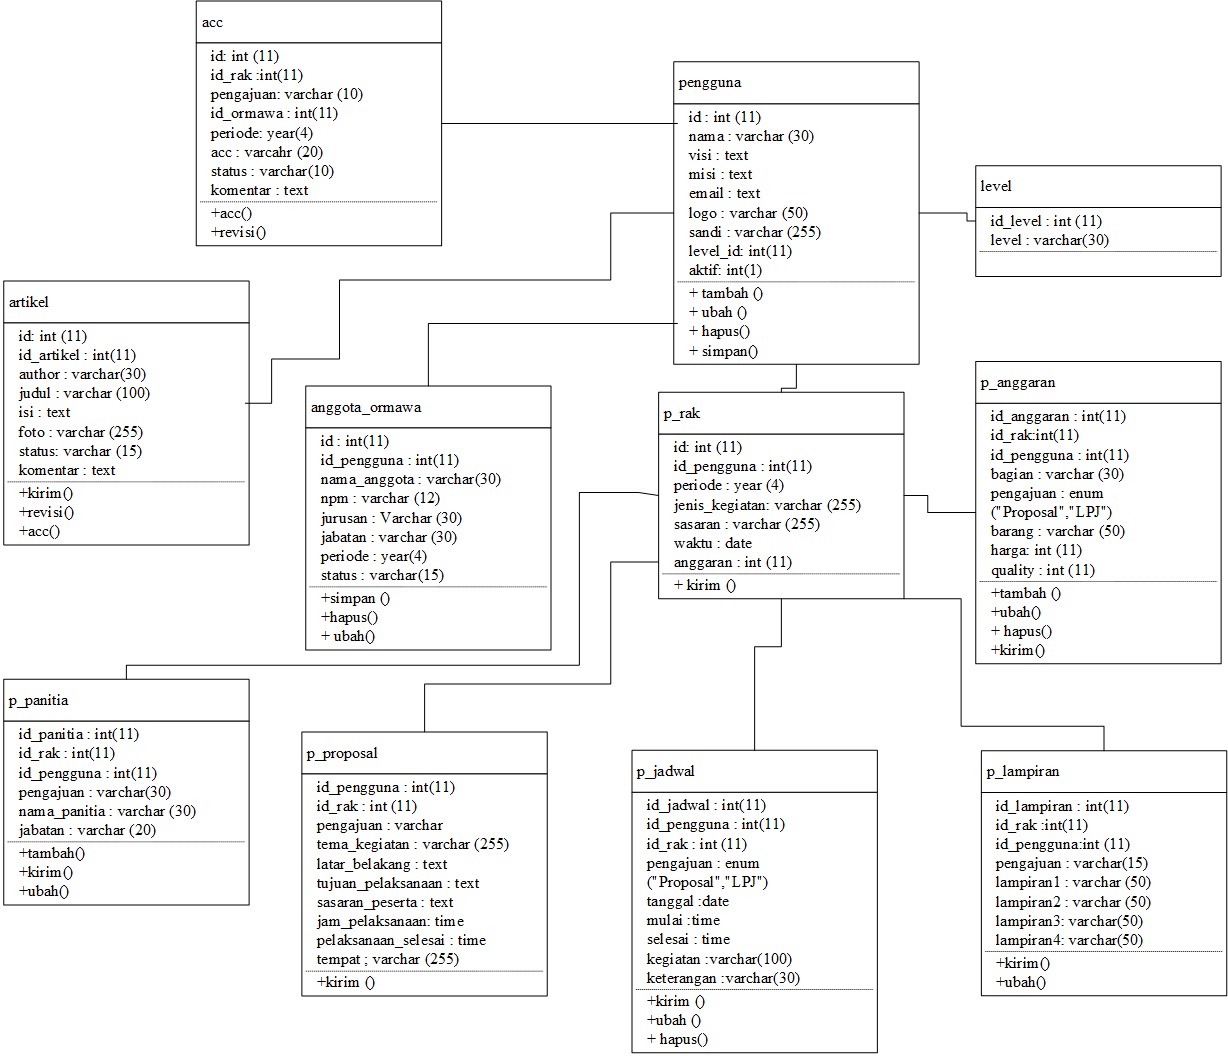 acc
id: int (11)
id_rak :int(11)
pengajuan: varchar (10)
id_ormawa : int(11)
periode: year(4)
acc : varcahr (20)
status : varchar(10)
komentar : text
+acc()
+revisi()
pengguna
id : int (11)
nama : varchar (30)
visi : text
misi : text
email : text
logo : varchar (50)
sandi : varchar (255)
level_id: int(11)
aktif: int(1)
+ tambah ()
+ ubah ()
+ hapus()
+ simpan()
level
id_level : int (11)
level : varchar(30)
artikel
id: int (11)
id_artikel : int(11)
author : varchar(30)
judul : varchar (100)
isi : text
foto : varchar (255)
status: varchar (15)
komentar : text
+kirim()
+revisi()
+acc()
anggota_ormawa
id : int(11)
id_pengguna : int(11)
nama_anggota : varchar(30)
npm : varchar (12)
jurusan : Varchar (30)
jabatan : varchar (30)
periode : year(4)
status : varchar(15)
+simpan ()
+hapus()
+ ubah()
p_rak
id: int (11)
id_pengguna : int(11)
periode : year (4)
jenis_kegiatan: varchar (255)
sasaran : varchar (255)
waktu : date
anggaran : int (11)
+ kirim ()
p_anggaran
id_anggaran : int(11)
id_rak:int(11)
id_pengguna : int(11)
bagian : varchar (30)
pengajuan : enum
("Proposal","LPJ")
barang : varchar (50)
harga: int (11)
quality : int (11)
+tambah ()
+ubah()
+ hapus()
+kirim()
p_panitia
id_panitia : int(11)
id_rak : int(11)
id_pengguna : int(11)
pengajuan : varchar(30)
nama_panitia : varchar (30)
jabatan : varchar (20)
+tambah()
+kirim()
+ubah()
p_proposal
id_pengguna : int(11)
id_rak : int (11)
pengajuan : varchar
tema_kegiatan : varchar (255)
latar_belakang : text
tujuan_pelaksanaan : text
sasaran_peserta : text
jam_pelaksanaan: time
pelaksanaan_selesai : time
tempat ; varchar (255)
+kirim ()
p_jadwal
id_jadwal : int(11)
id_pengguna : int(11)
id_rak : int (11)
pengajuan : enum
("Proposal","LPJ")
tanggal :date
mulai :time
selesai : time
kegiatan :varchar(100)
keterangan :varchar(30)
+kirim ()
+ubah ()
+ hapus()
p_lampiran
id_lampiran : int(11)
id_rak :int(11)
id_pengguna:int (11)
pengajuan : varchar(15)
lampiran1 : varchar (50)
lampiran2 : varchar (50)
lampiran3: varchar(50)
lampiran4: varchar(50)
+kirim()
+ubah()